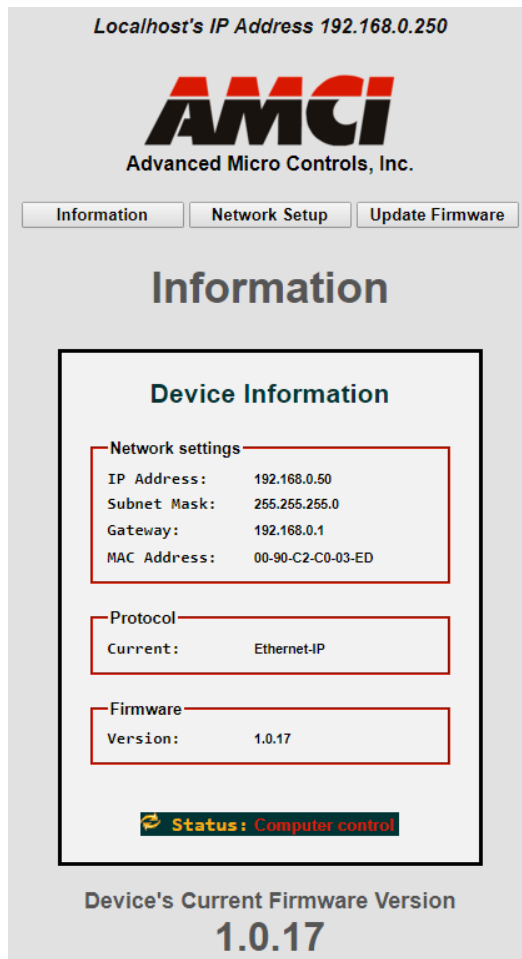 Localhost's IP Address 192.168.0.250
AMCI
Advanced Micro Controls, Inc.
Information Network Setup Update Firmware
Information
Device Information
Network settings
IP Address: 192.168.0.50
Subnet Mask: 255.255.255.0
Gateway: 192.168.0.1
MAC Address: 00-90-C2-C0-03-ED
Protocol
Current: Ethernet-IP
Firmware
Version: 1.0.17
Status: Computer control
Device's Current Firmware Version
1.0.17